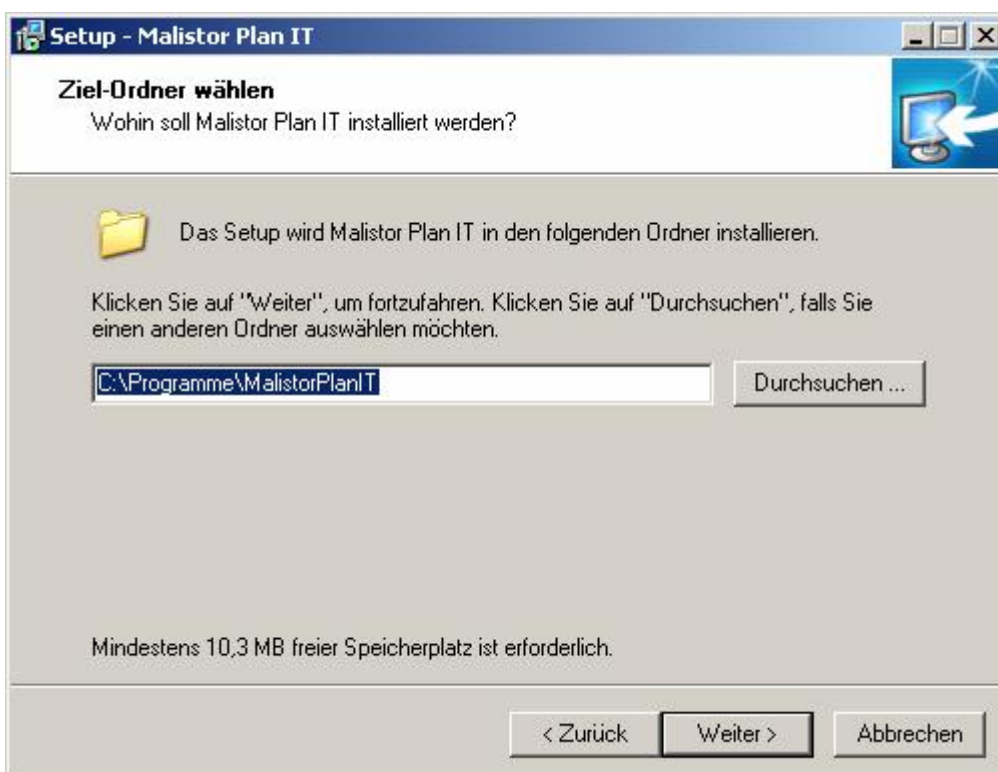 Setup - Malistor Plan IT
Ziel-Ordner wählen
Wohin soll Malistor Plan IT installiert werden?
Das Setup wird Malistor Plan IT in den folgenden Ordner installieren.
Klicken Sie auf "Weiter", um fortzufahren. Klicken Sie auf "Durchsuchen", falls Sie
einen anderen Ordner auswählen möchten.
C:\Programme\MalistorPlanIT
Durchsuchen ...
Mindestens 10,3 MB freier Speicherplatz ist erforderlich.
< Zurück
Weiter >
Abbrechen